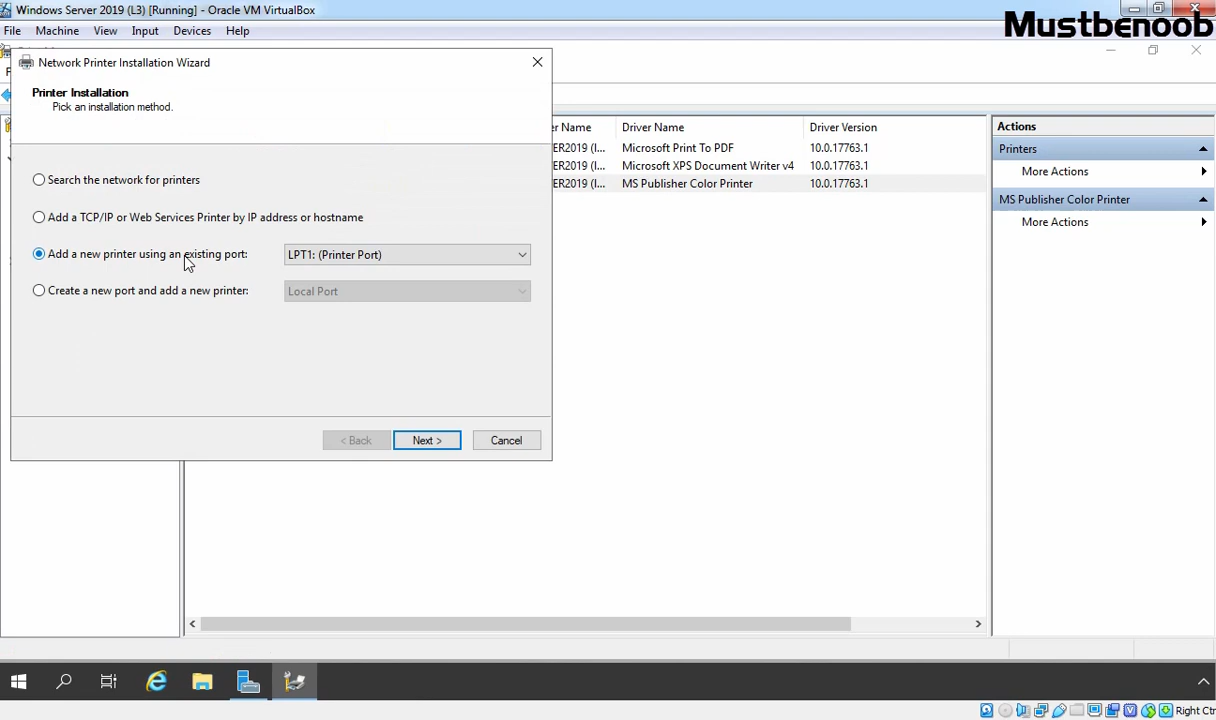 Windows Server 2019 (L3) [Running] - Oracle VM VirtualBox
File Machine View Input Devices Help
Mustbenoob
Network Printer Installation Wizard
Printer Installation
Pick an installation method.
Search the network for printers
Add a TCP/IP or Web Services Printer by IP address or hostname
Add a new printer using an existing port:
LPT1: (Printer Port)
Create a new port and add a new printer:
Local Port
< Back
Next >
Cancel
er Name Driver Name Driver Version
ER2019 (l... Microsoft Print To PDF 10.0.17763.1
ER2019 (l... Microsoft XPS Document Writer v4 10.0.17763.1
ER2019 (l... MS Publisher Color Printer 10.0.17763.1
Actions
Printers
More Actions
MS Publisher Color Printer
More Actions
Right Ctr